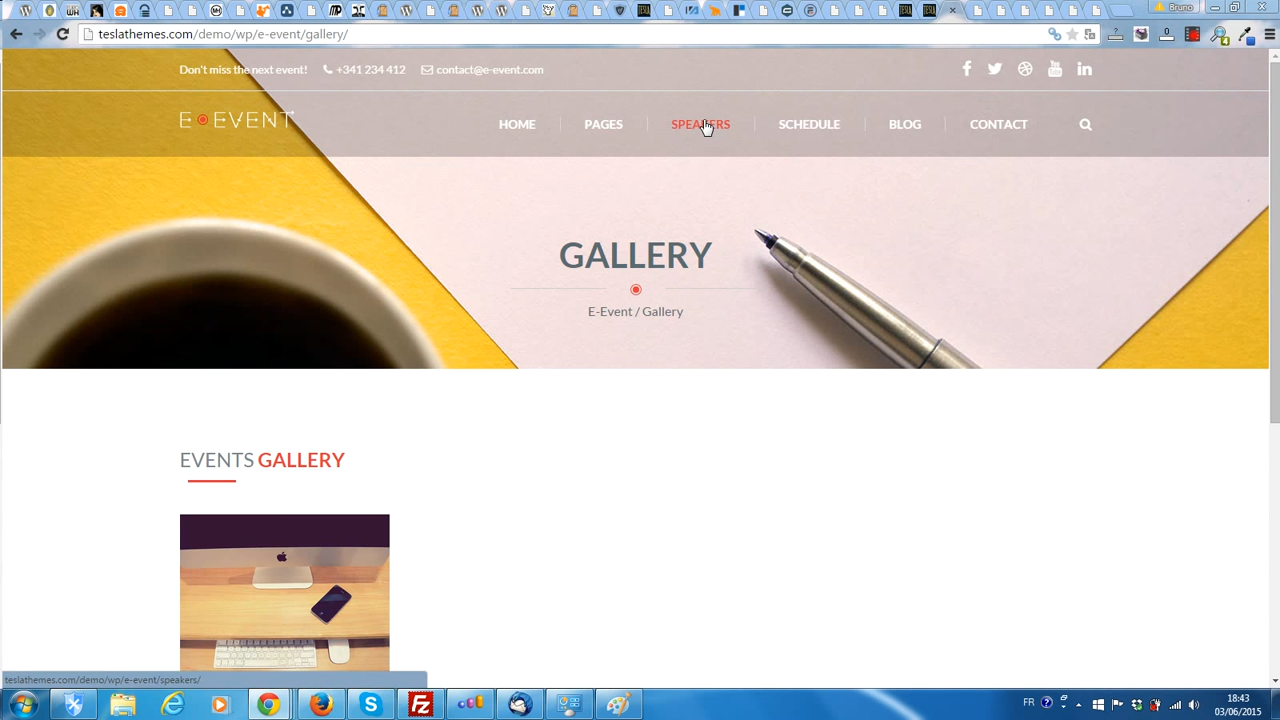 Bruno
teslathemes.com/demo/wp/e-event/gallery/
Don't miss the next event! +341 234 412 contact@e-event.com
E EVENT
HOME PAGES SPEAKERS SCHEDULE BLOG CONTACT
GALLERY
E-Event / Gallery
EVENTS GALLERY
teslathemes.com/demo/wp/e-event/speakers/
FR 18:43
03/06/2015